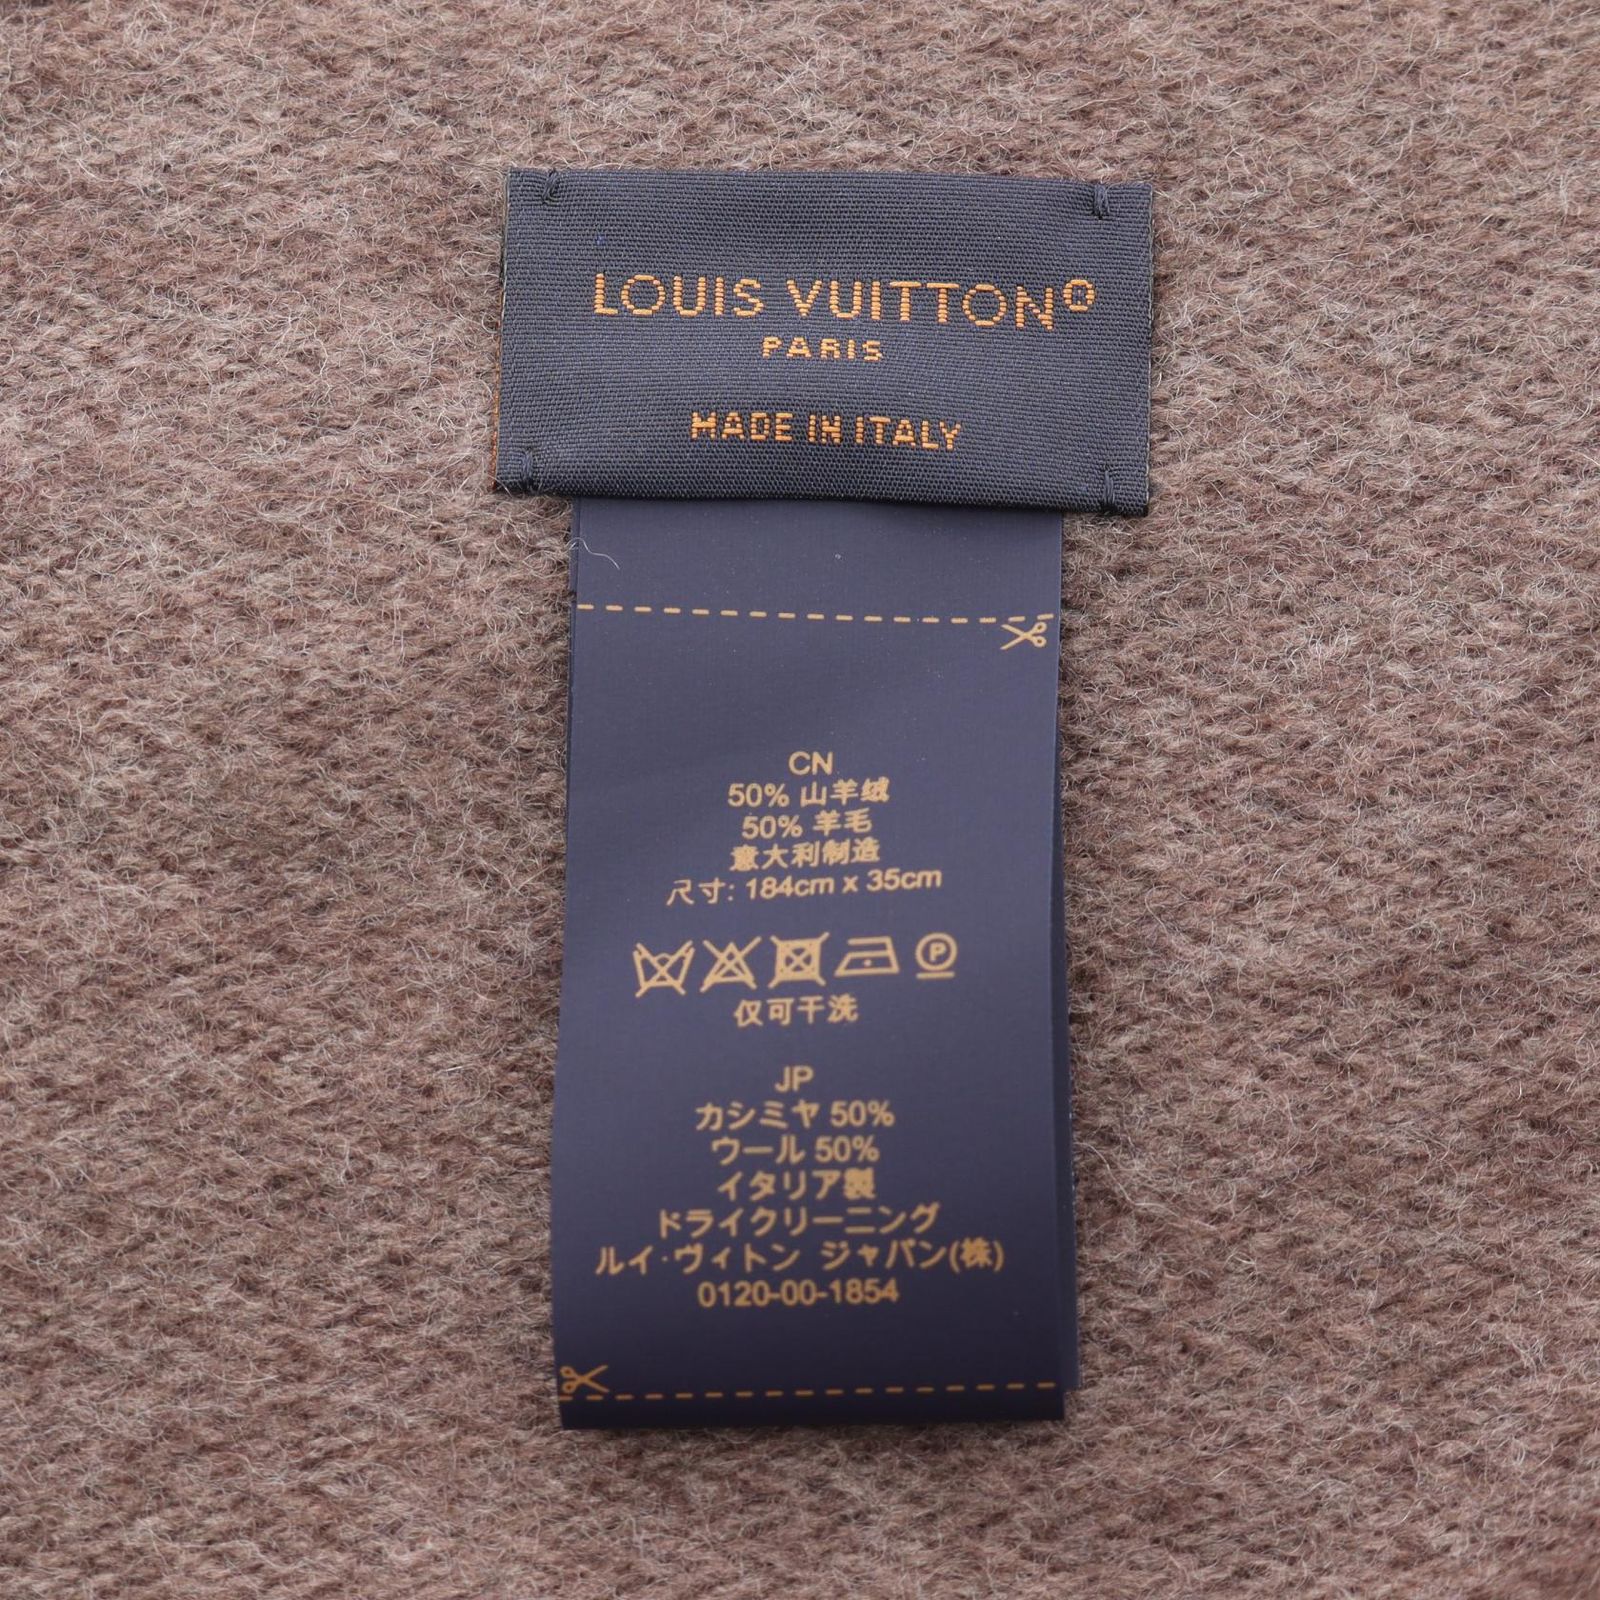 LOUIS VUITTON®
PARIS
MADE IN ITALY
CN
50% 山羊绒
50% 羊毛
意大利制造
尺寸: 184cm x 35cm
P
仅可干洗
JP
カシミヤ 50%
ウール 50%
イタリア製
ドライクリーニング
ルイ·ヴィトン ジャパン(株)
0120-00-1854